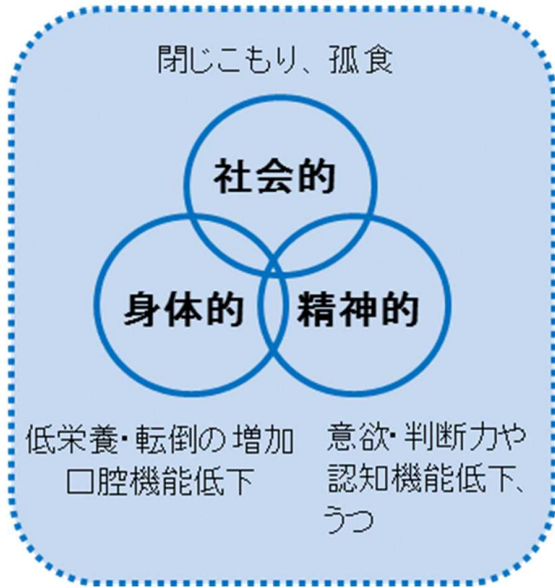 閉じこもり、孤食
社会的
身体的
精神的
低栄養・転倒の増加
口腔機能低下
意欲・判断力や
認知機能低下、
うつ